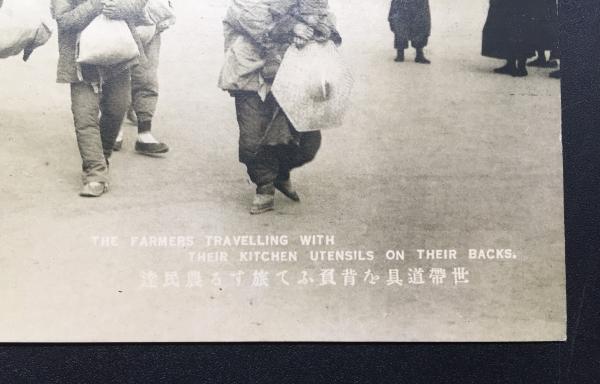 THE FARMERS TRAVELLING WITH
THEIR KITCHEN UTENSILS ON THEIR BACKS.
世帶道具を背負ふて旅する農民達